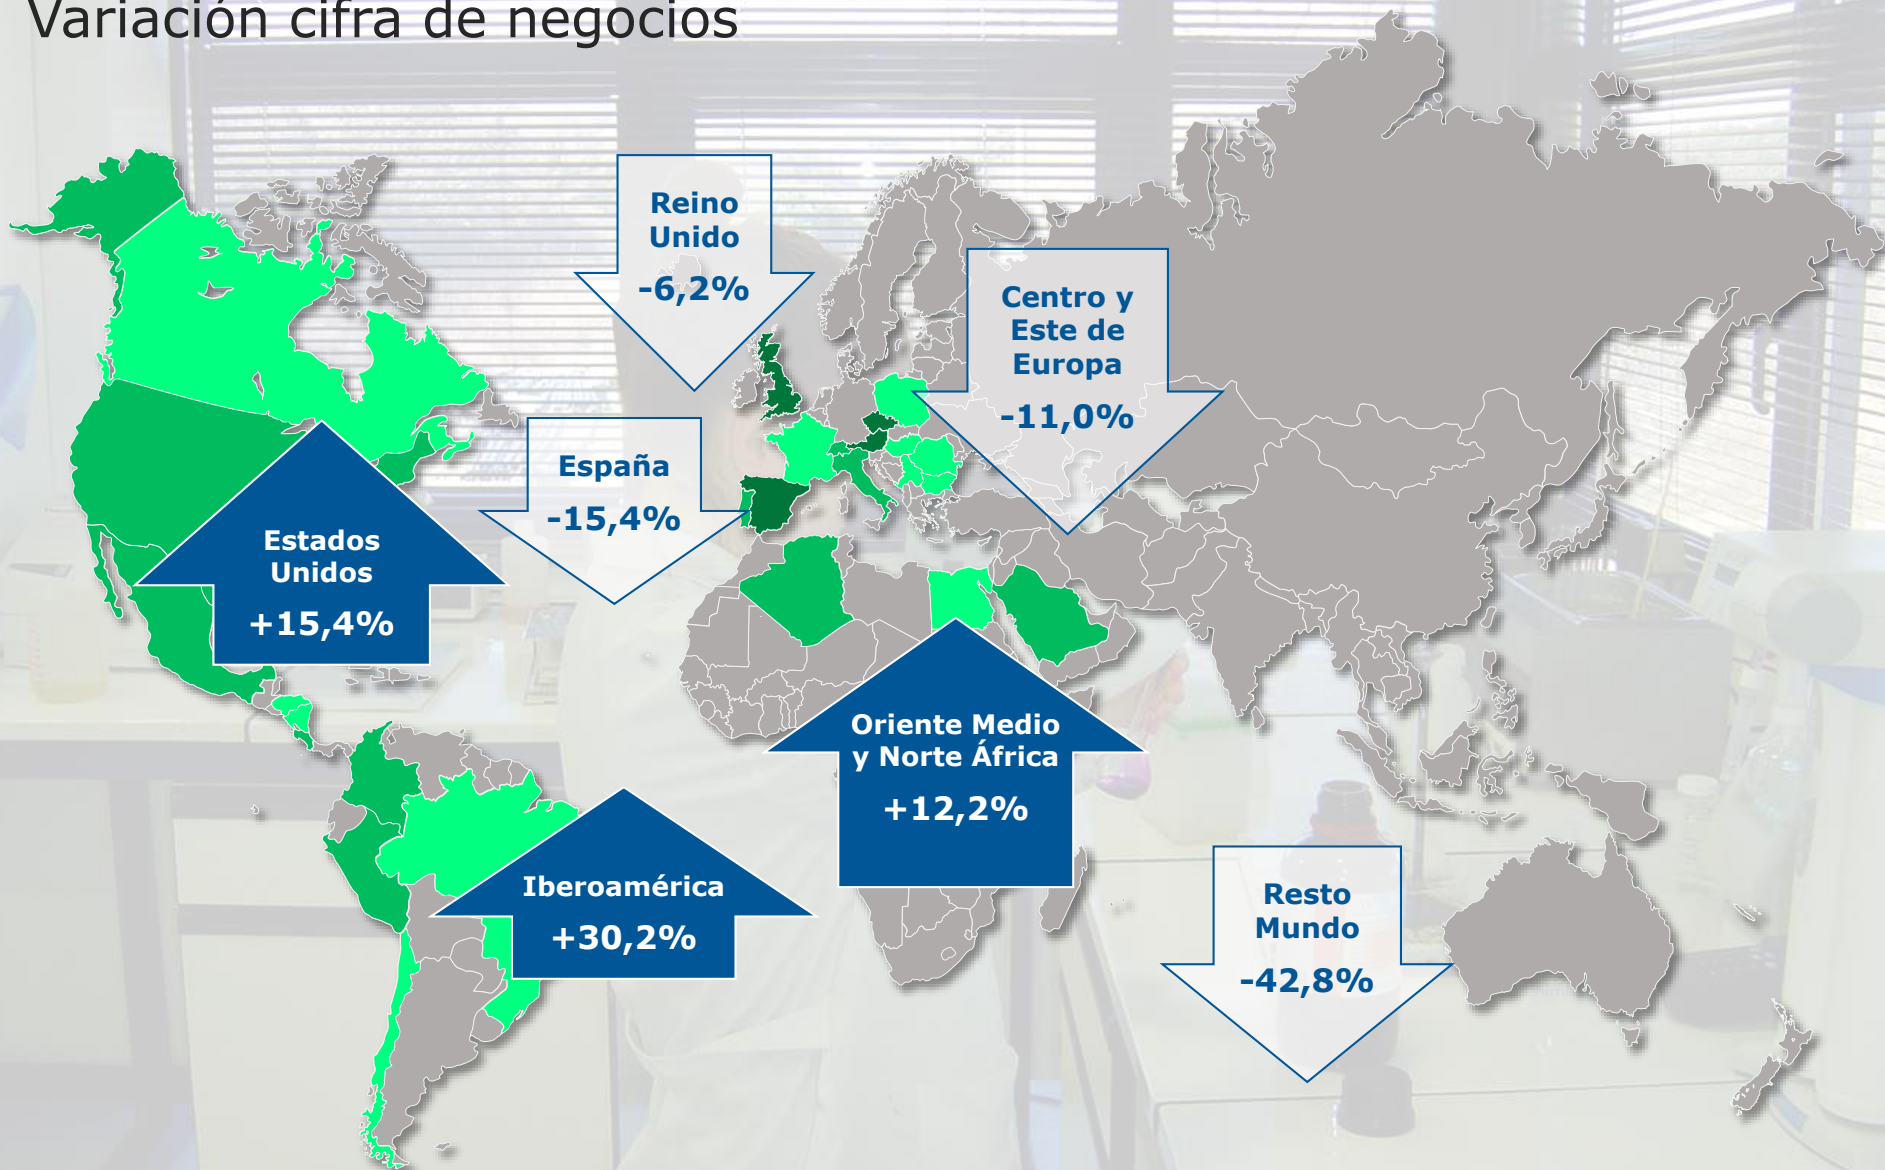 Variación cifra de negocios
Reino
Unido
-6,2%
Centro y
Este de
Europa
-11,0%
España
-15,4%
Estados
Unidos
+15,4%
Oriente Medio
y Norte África
+12,2%
Iberoamérica
+30,2%
Resto
Mundo
-42,8%